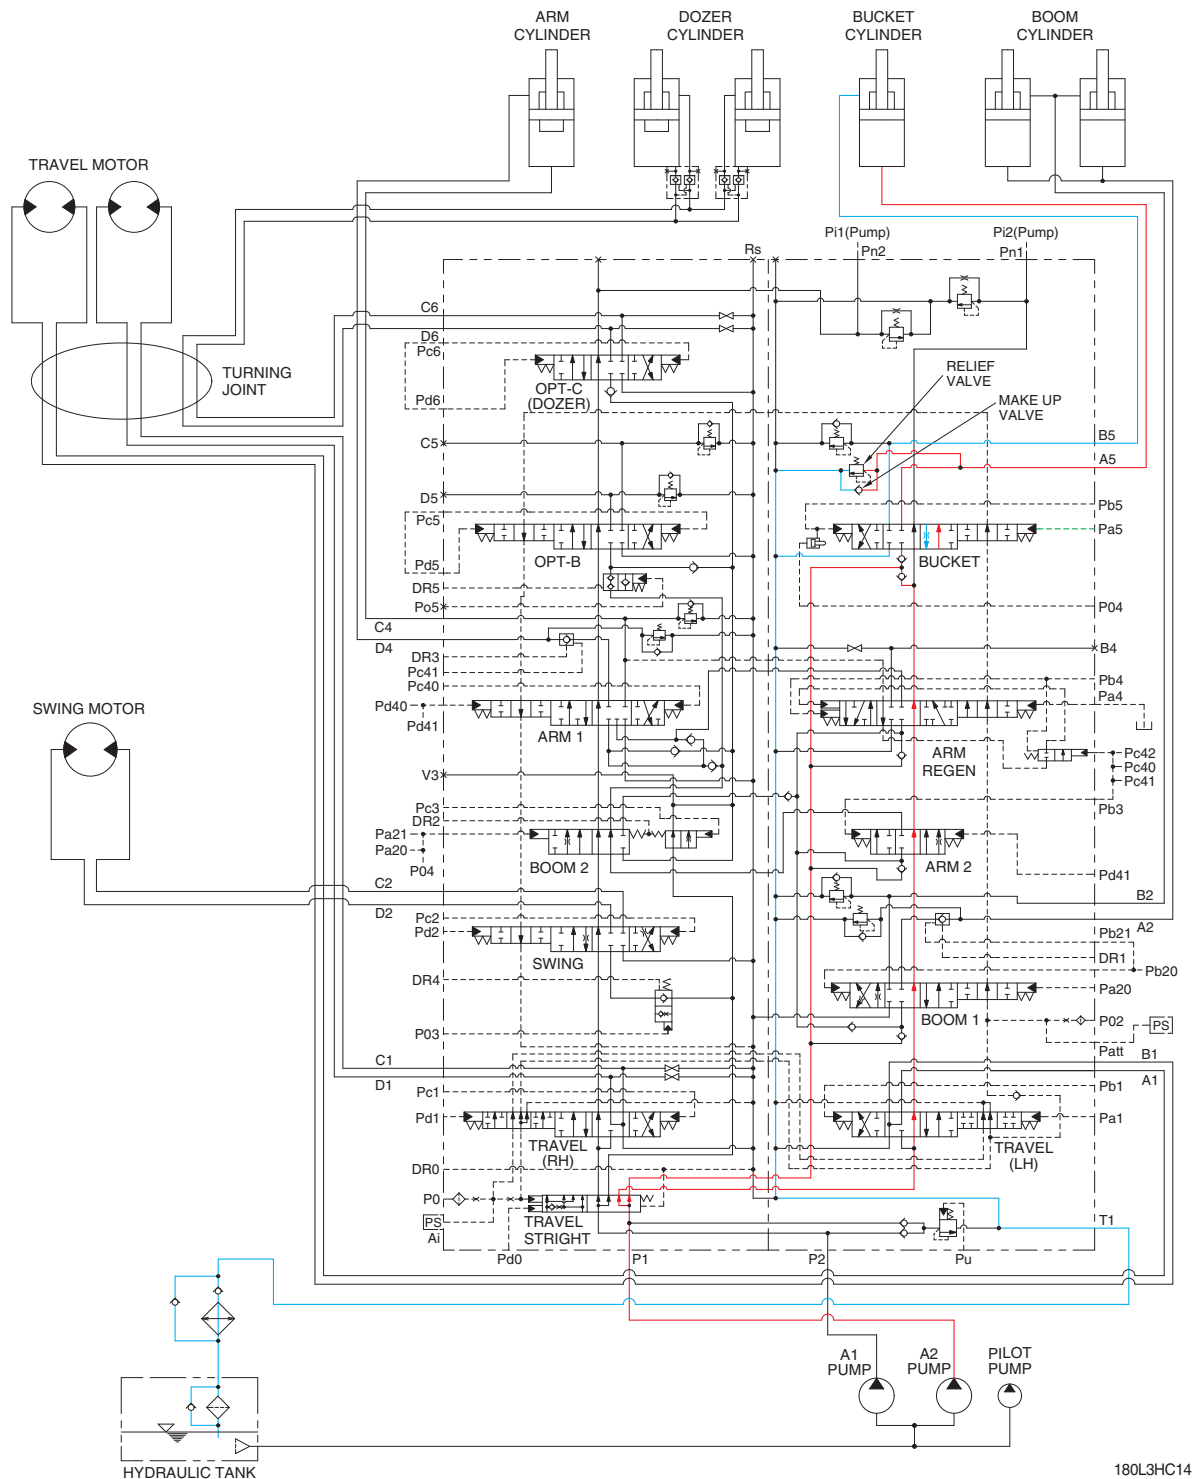 ARM
CYLINDER
DOZER
CYLINDER
BUCKET
CYLINDER
BOOM
CYLINDER
TRAVEL MOTOR
TURNING
JOINT
Rs
Pi1(Pump)
Pn2
Pi2(Pump)
Pn1
C6
D6
Pc6
Pd6
OPT-C
(DOZER)
RELIEF
VALVE
MAKE UP
VALVE
C5
D5
Pc5
Pd5
OPT-B
DR5
Po5
B5
A5
Pb5
Pa5
BUCKET
P04
C4
D4
DR3
Pc41
Pc40
Pd40
Pd41
ARM 1
B4
Pb4
Pa4
ARM
REGEN
Pc42
Pc40
Pc41
Pb3
SWING MOTOR
V3
Pc3
DR2
Pa21
Pa20
P04
BOOM 2
ARM 2
Pd41
C2
D2
Pc2
Pd2
SWING
DR4
P03
B2
A2
Pb21
DR1
Pb20
Pa20
BOOM 1
P02
PS
Patt
C1
D1
Pc1
Pd1
TRAVEL
(RH)
B1
A1
Pb1
Pa1
TRAVEL
(LH)
DR0
P0
PS
Ai
TRAVEL
STRIGHT
T1
Pd0
P1
P2
Pu
A1
PUMP
A2
PUMP
PILOT
PUMP
HYDRAULIC TANK
180L3HC14